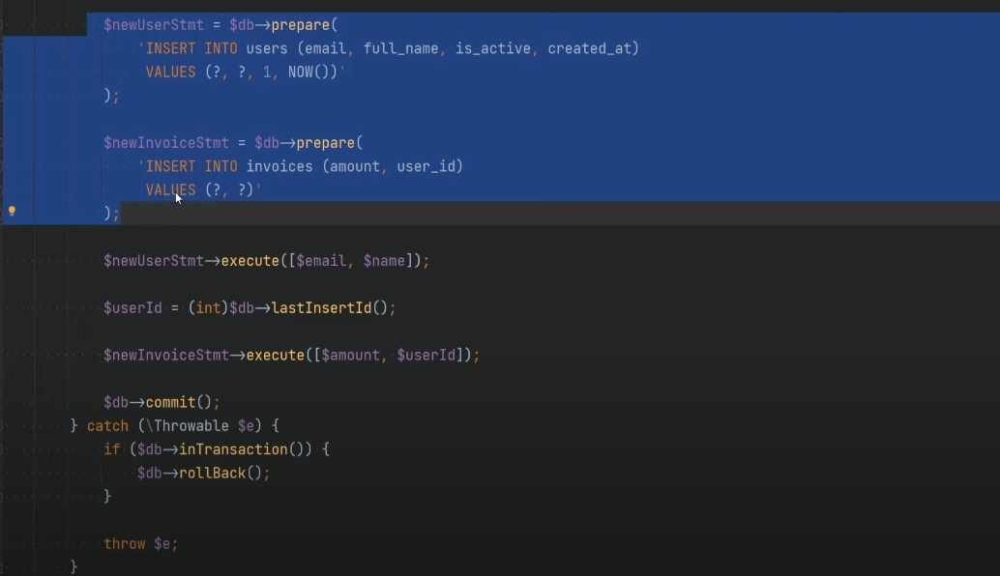 $newUserStmt = $db->prepare(
'INSERT INTO users (email, full_name, is_active, created_at)
VALUES (?, ?, 1, NOW())'
);
$newInvoiceStmt = $db->prepare(
'INSERT INTO invoices (amount, user_id)
VALUES (?, ?)'
);
$newUserStmt->execute([$email, $name]);
$userId = (int)$db->lastInsertId();
$newInvoiceStmt->execute([$amount, $userId]);
$db->commit();
} catch (\Throwable $e) {
if ($db->inTransaction()) {
$db->rollBack();
}
throw $e;
}